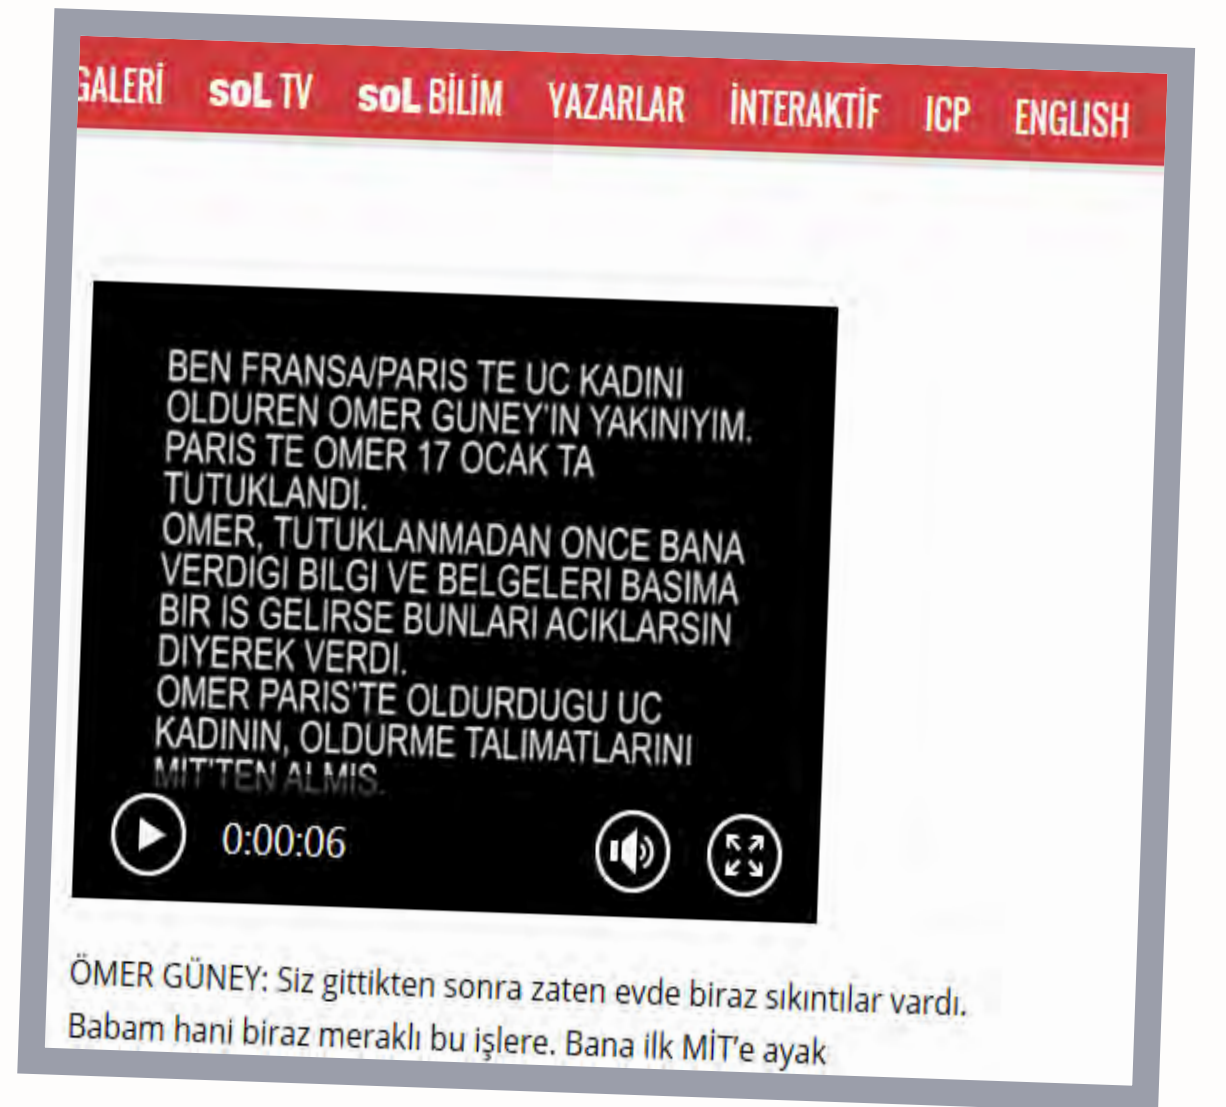 GALERİ soL TV soL BİLİM YAZARLAR İNTERAKTİF ICP ENGLISH
BEN FRANSA/PARIS TE UC KADINI
OLDUREN OMER GUNEY'IN YAKINIYIM.
PARIS TE OMER 17 OCAK TA
TUTUKLANDI.
OMER, TUTUKLANMADAN ONCE BANA
VERDIGI BILGI VE BELGELERI BASIMA
BIR IS GELIRSE BUNLARI ACIKLARSIN
DIYEREK VERDI.
OMER PARIS'TE OLDURDUGU UC
KADININ, OLDURME TALIMATLARINI
MIT'TEN ALMIS.
0:00:06
ÖMER GÜNEY: Siz gittikten sonra zaten evde biraz sıkıntılar vardı.
Babam hani biraz meraklı bu işlere. Bana ilk MİT'e ayak